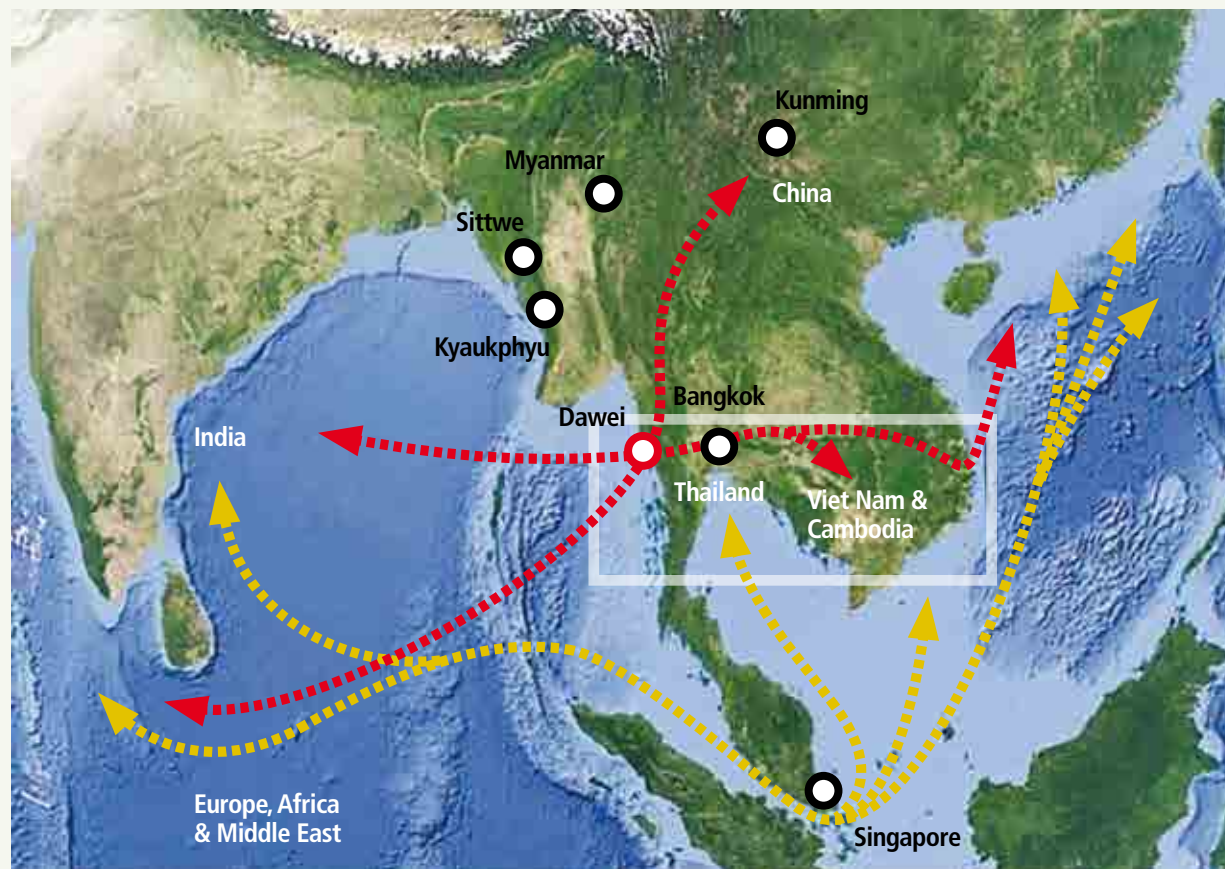 Kunming
Myanmar
China
Sittwe
Kyaukphyu
Bangkok
Dawei
India
Thailand
Viet Nam &
Cambodia
Europe, Africa
& Middle East
Singapore